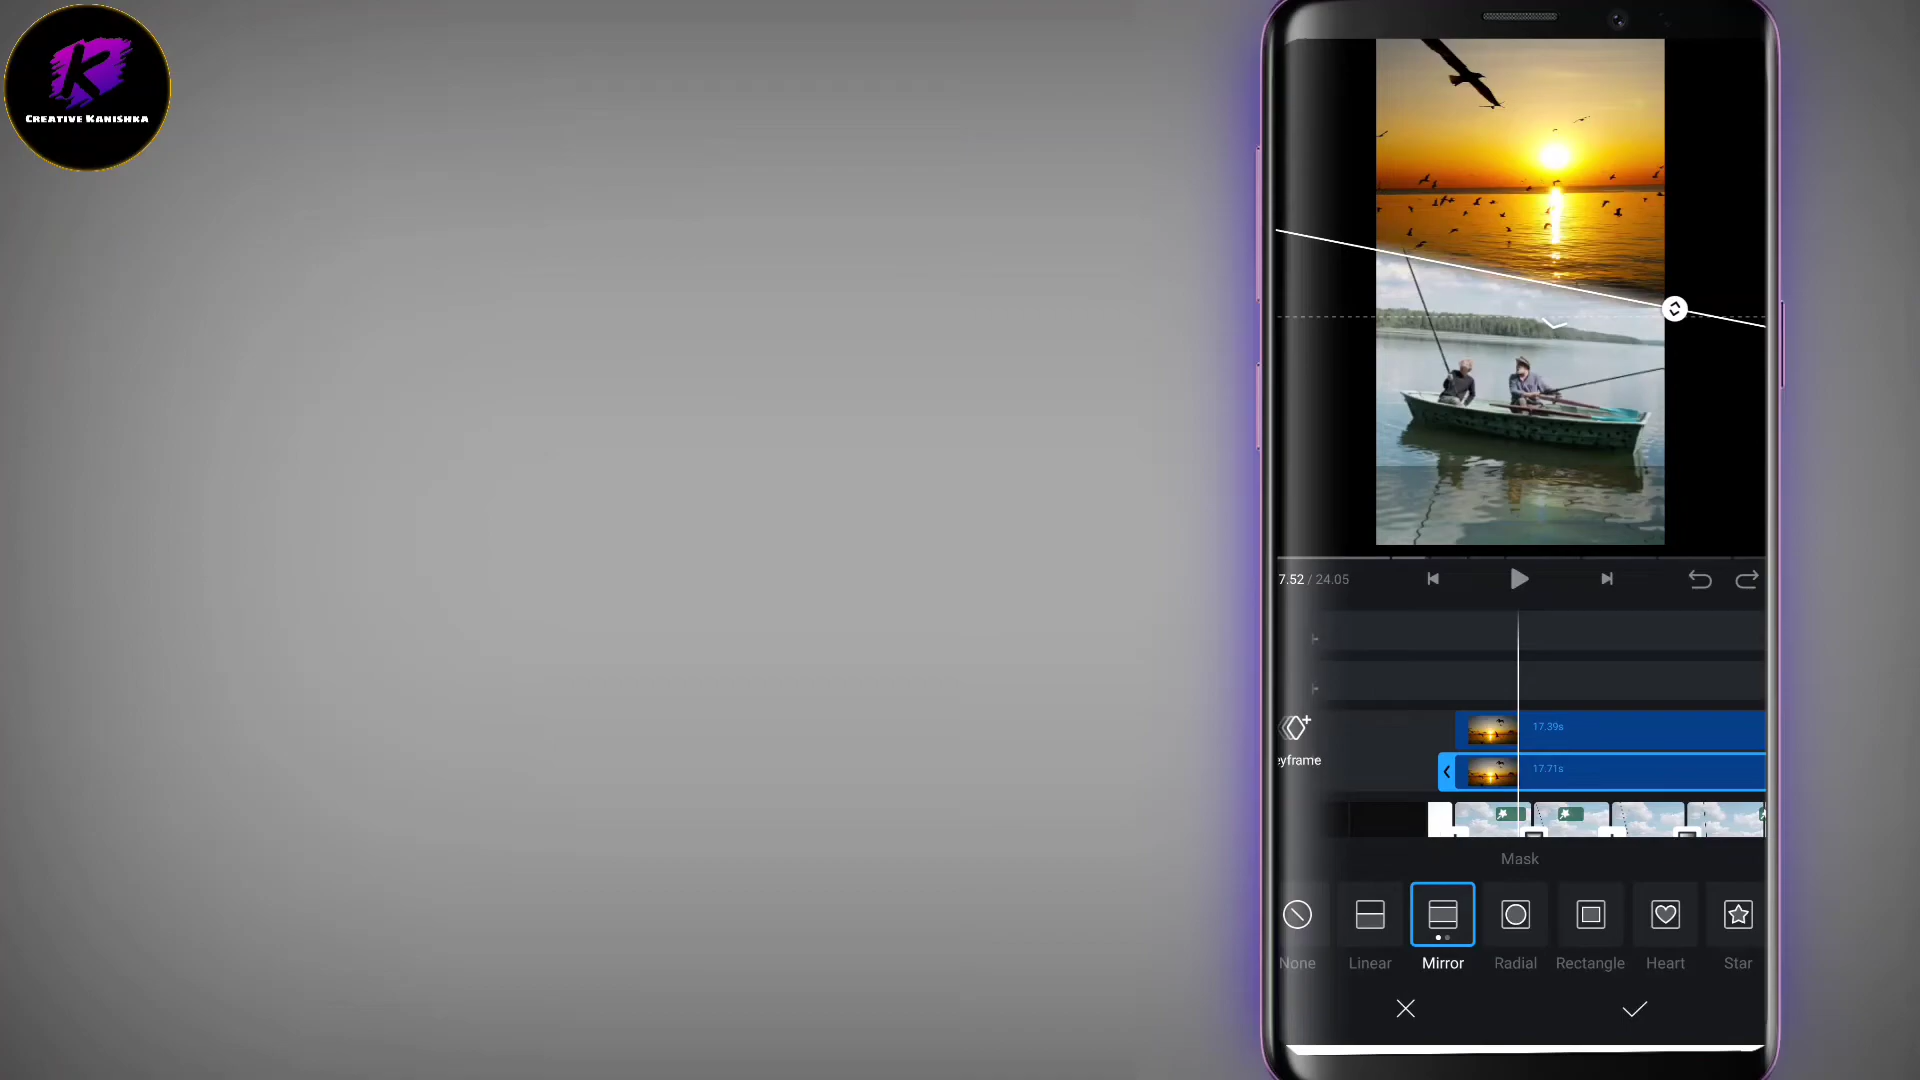 K
CREATIVE KANISHKA
7.52 / 24.05
17.39s
eyframe
17.71s
Mask
None Linear Mirror Radial Rectangle Heart Star